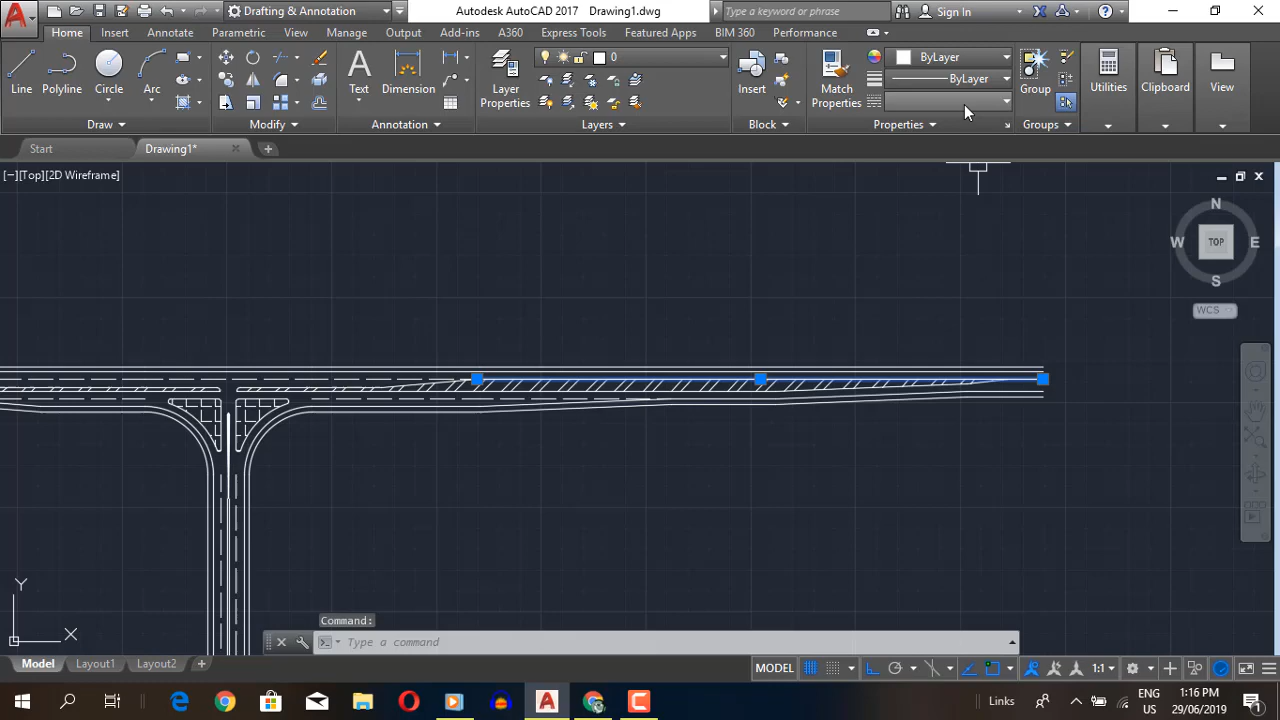 Drafting & Annotation
Autodesk AutoCAD 2017 Drawing1.dwg
Type a keyword or phrase
Sign In
Home Insert Annotate Parametric View Manage Output Add-ins A360 Express Tools Featured Apps BIM 360 Performance
Line
Polyline
Circle
Arc
Draw
Modify
Text
Dimension
Annotation
Layer
Properties
0
Layers
Insert
Block
Match
Properties
ByLayer
ByLayer
Properties
Group
Groups
Utilities
Clipboard
View
Start
Drawing1*
[−][Top][2D Wireframe]
N
W
TOP
E
S
WCS
Y
X
Command:
Type a command
Model Layout1 Layout2
MODEL
1:1
Links
ENG
US
1:16 PM
29/06/2019
1